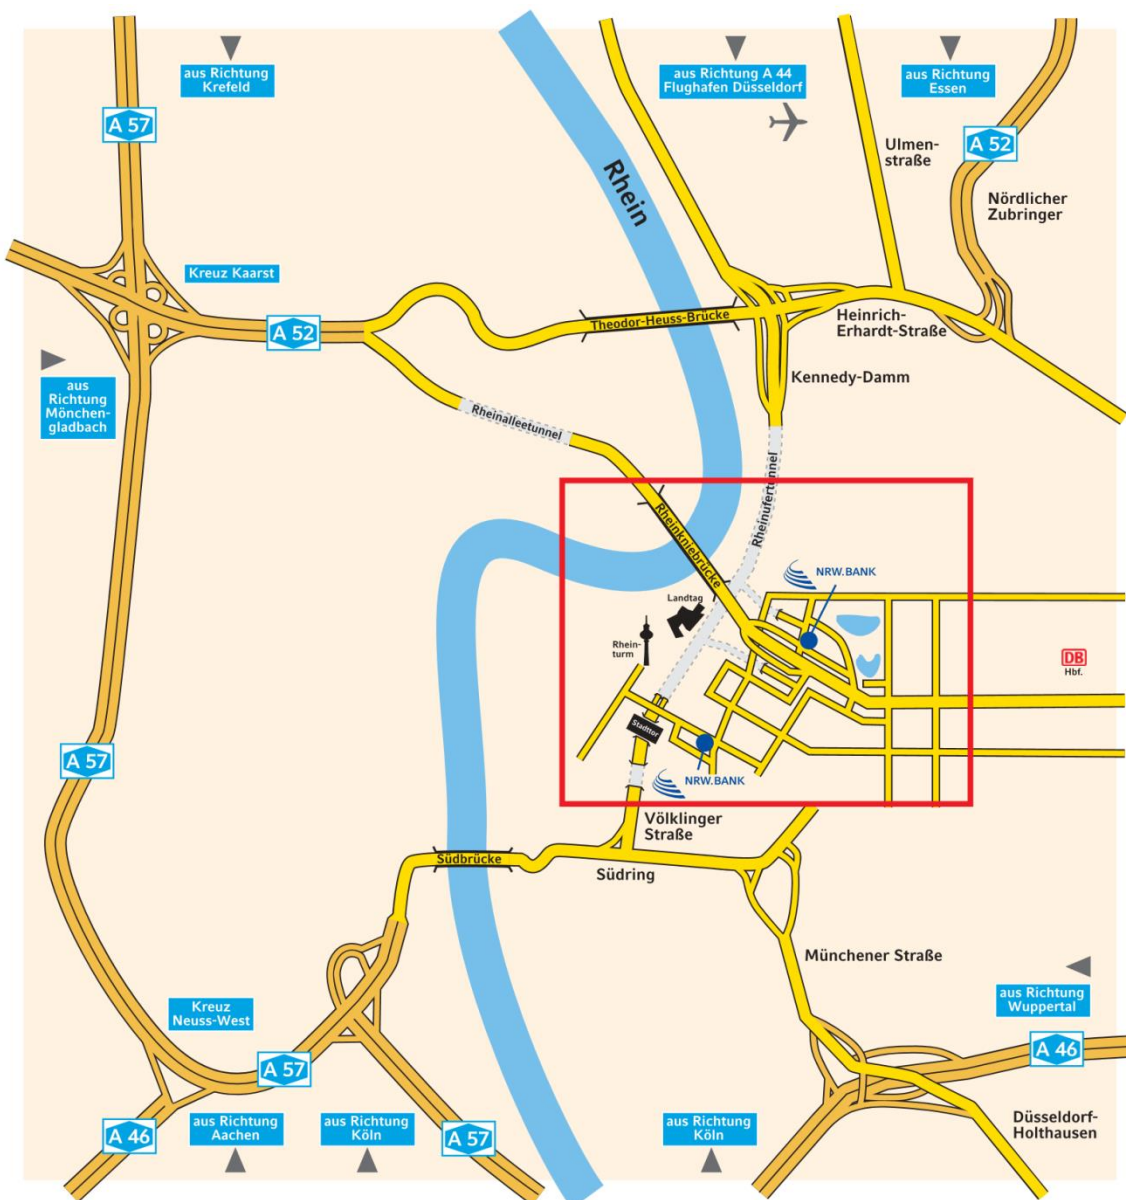 aus Richtung
Krefeld
aus Richtung A 44
Flughafen Düsseldorf
aus Richtung
Essen
A 57
A 52
Ulmen-
straße
Rhein
Nördlicher
Zubringer
Kreuz Kaarst
A 52
Theodor-Heuss-Brücke
Heinrich-
Erhardt-Straße
aus
Richtung
Mönchen-
gladbach
Kennedy-Damm
Rheinalleetunnel
Rheinufertunnel
Rheinkniebrücke
NRW.BANK
Landtag
Rhein-
turm
DB
Hbf.
Stadttor
A 57
NRW.BANK
Völklinger
Straße
Südbrücke
Südring
Münchener Straße
Kreuz
Neuss-West
aus Richtung
Wuppertal
A 57
A 46
A 46
aus Richtung
Aachen
aus Richtung
Köln
A 57
aus Richtung
Köln
Düsseldorf-
Holthausen